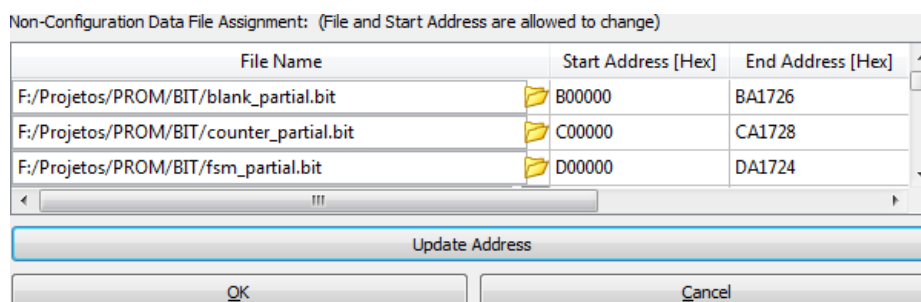 Non-Configuration Data File Assignment: (File and Start Address are allowed to change)
File Name Start Address [Hex] End Address [Hex]
F:/Projetos/PROM/BIT/blank_partial.bit B00000 BA1726
F:/Projetos/PROM/BIT/counter_partial.bit C00000 CA1728
F:/Projetos/PROM/BIT/fsm_partial.bit D00000 DA1724
Update Address
OK Cancel